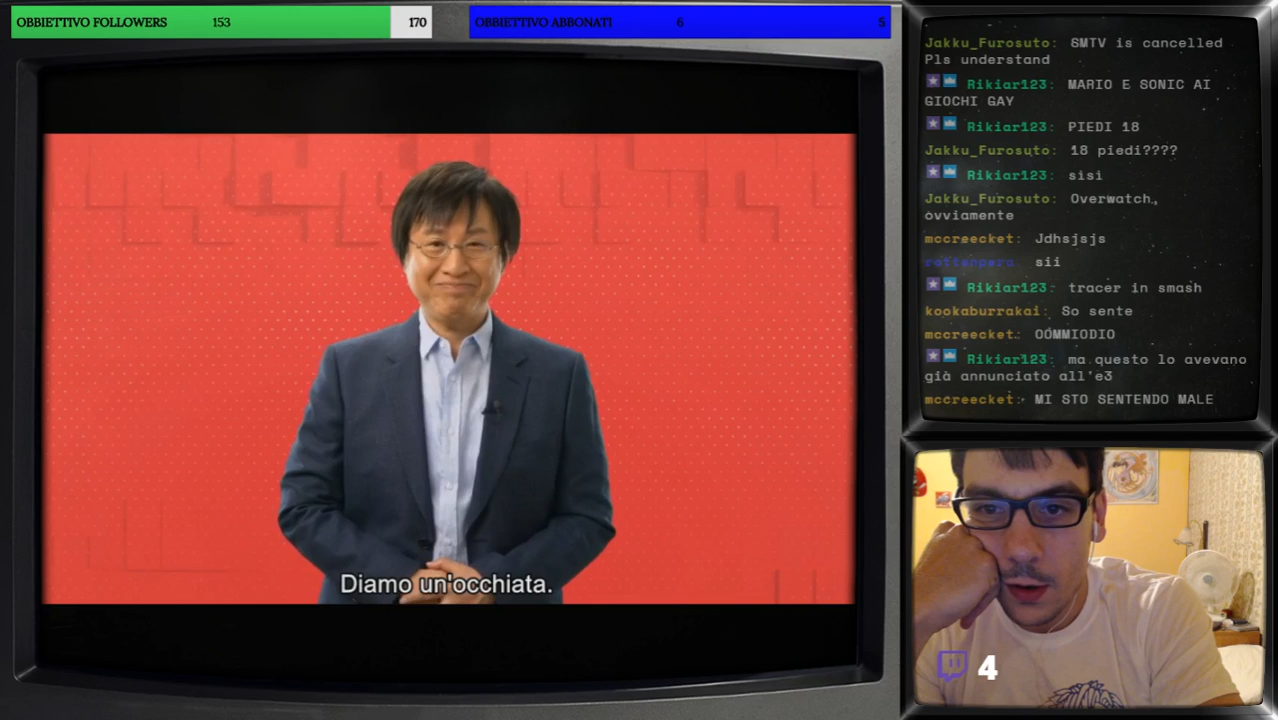 OBBIETTIVO FOLLOWERS 153 170
OBBIETTIVO ABBONATI 6 5
Jakku_Furosuto: SMTV is cancelled
Pls understand
Rikiar123: MARIO E SONIC AI
GIOCHI GAY
Rikiar123: PIEDI 18
Jakku_Furosuto: 18 piedi????
Rikiar123: sisi
Jakku_Furosuto: Overwatch,
ovviamente
mccreecket: Jdhsjsjs
sii
Rikiar123: tracer in smash
kookaburrakai: So sente
mccreecket: OOMMIODIO
Rikiar123: ma questo lo avevano
già annunciato all'e3
mccreecket: MI STO SENTENDO MALE
Diamo un'occhiata.
4